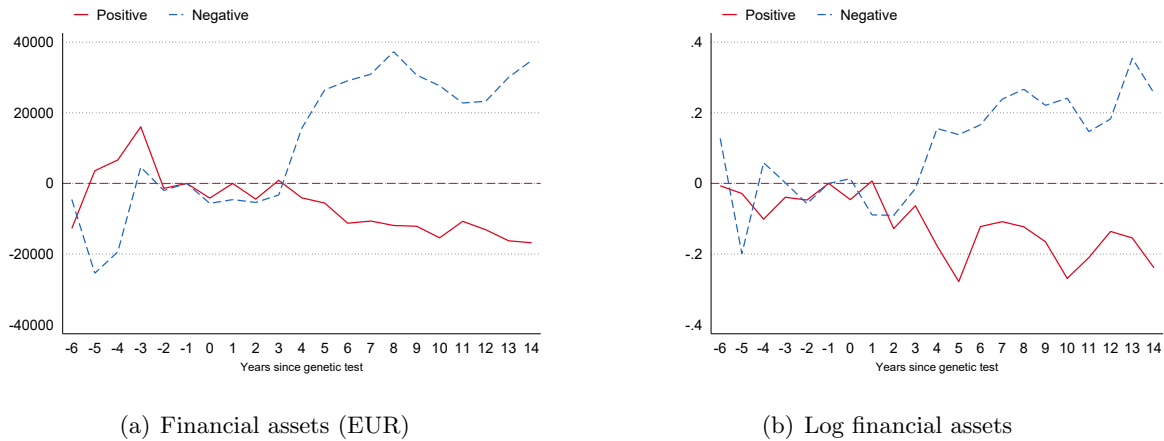 Positive Negative
40000
20000
0
-20000
-40000
-6 -5 -4 -3 -2 -1 0 1 2 3 4 5 6 7 8 9 10 11 12 13 14
Years since genetic test
(a) Financial assets (EUR)
Positive Negative
.4
.2
0
-.2
-.4
-6 -5 -4 -3 -2 -1 0 1 2 3 4 5 6 7 8 9 10 11 12 13 14
Years since genetic test
(b) Log financial assets